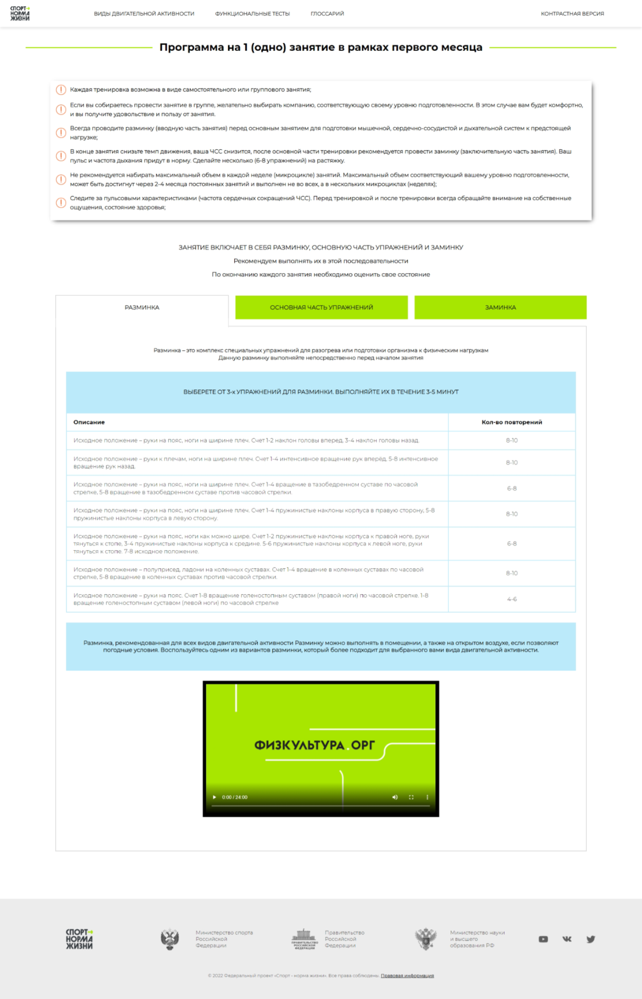 СПОРТ
НОРМА
ЖИЗНИ
ВИДЫ ДВИГАТЕЛЬНОЙ АКТИВНОСТИ
ФУНКЦИОНАЛЬНЫЕ ТЕСТЫ
ГЛОССАРИЙ
КОНТРАСТНАЯ ВЕРСИЯ
Программа на 1 (одно) занятие в рамках первого месяца
Каждая тренировка возможна в виде самостоятельного или группового занятия;
Если вы собираетесь провести занятие в группе, желательно выбирать компанию, соответствующую своему уровню подготовленности. В этом случае вам будет комфортно,
и вы получите удовольствие и пользу от занятия.
Всегда проводите разминку (вводную часть занятия) перед основным занятием для подготовки мышечной, сердечно-сосудистой и дыхательной систем к предстоящей
нагрузке;
В конце занятия снизьте темп движения, ваша ЧСС снизится, после основной части тренировки рекомендуется провести заминку (заключительную часть занятия). Ваш
пульс и частота дыхания придут в норму. Сделайте несколько (6-8 упражнений) на растяжку.
Не рекомендуется набирать максимальный объем в каждой неделе (микроцикле) занятий. Максимальный объем соответствующий вашему уровню подготовленности,
может быть достигнут через 2-4 месяца постоянных занятий и выполнен не во всех, а в нескольких микроциклах (неделях);
Следите за пульсовыми характеристиками (частота сердечных сокращений ЧСС). Перед тренировкой и после тренировки всегда обращайте внимание на собственные
ощущения, состояние здоровья;
ЗАНЯТИЕ ВКЛЮЧАЕТ В СЕБЯ РАЗМИНКУ, ОСНОВНУЮ ЧАСТЬ УПРАЖНЕНИЙ И ЗАМИНКУ
Рекомендуем выполнять их в этой последовательности
По окончанию каждого занятия необходимо оценить свое состояние
РАЗМИНКА
ОСНОВНАЯ ЧАСТЬ УПРАЖНЕНИЙ
ЗАМИНКА
Разминка – это комплекс специальных упражнений для разогрева или подготовки организма к физическим нагрузкам
Данную разминку выполняйте непосредственно перед началом занятия
ВЫБЕРЕТЕ ОТ 3-х УПРАЖНЕНИЙ ДЛЯ РАЗМИНКИ. ВЫПОЛНЯЙТЕ ИХ В ТЕЧЕНИЕ 3-5 МИНУТ
Описание
Кол-во повторений
Исходное положение – руки на пояс, ноги на ширине плеч. Счет 1-2 наклон головы вперед, 3-4 наклон головы назад.
8-10
Исходное положение – руки к плечам, ноги на ширине плеч. Счет 1-4 интенсивное вращение рук вперёд, 5-8 интенсивное
вращение рук назад.
8-10
Исходное положение – руки на пояс, ноги на ширине плеч. Счет 1-4 вращение в тазобедренном суставе по часовой
стрелке, 5-8 вращение в тазобедренном суставе против часовой стрелки.
6-8
Исходное положение – руки на пояс, ноги на ширине плеч. Счет 1-4 пружинистые наклоны корпуса в правую сторону, 5-8
пружинистые наклоны корпуса в левую сторону.
8-10
Исходное положение – руки на пояс, ноги как можно шире. Счет 1-2 пружинистые наклоны корпуса к правой ноге, руки
тянуться к стопе, 3-4 пружинистые наклоны корпуса к средине. 5-6 пружинистые наклоны корпуса к левой ноге, руки
тянуться к стопе. 7-8 исходное положение.
6-8
Исходное положение – полуприсед, ладони на коленных суставах. Счет 1-4 вращение в коленных суставах по часовой
стрелке, 5-8 вращение в коленных суставах против часовой стрелки.
8-10
Исходное положение – руки на пояс. Счет 1-8 вращение голеностопным суставом (правой ноги) по часовой стрелке. 1-8
вращение голеностопным суставом (левой ноги) по часовой стрелке
4-6
Разминка, рекомендованная для всех видов двигательной активности Разминку можно выполнять в помещении, а также на открытом воздухе, если позволяют
погодные условия. Воспользуйтесь одним из вариантов разминки, который более подходит для выбранного вами вида двигательной активности.
ФИЗКУЛЬТУРА.ОРГ
0:00 / 24:00
СПОРТ
НОРМА
ЖИЗНИ
Министерство спорта
Российской
Федерации
ПРАВИТЕЛЬСТВО
РОССИЙСКОЙ
ФЕДЕРАЦИИ
Правительство
Российской
Федерации
Министерство науки
и высшего
образования РФ
© 2022 Федеральный проект «Спорт - норма жизни». Все права соблюдены. Правовая информация